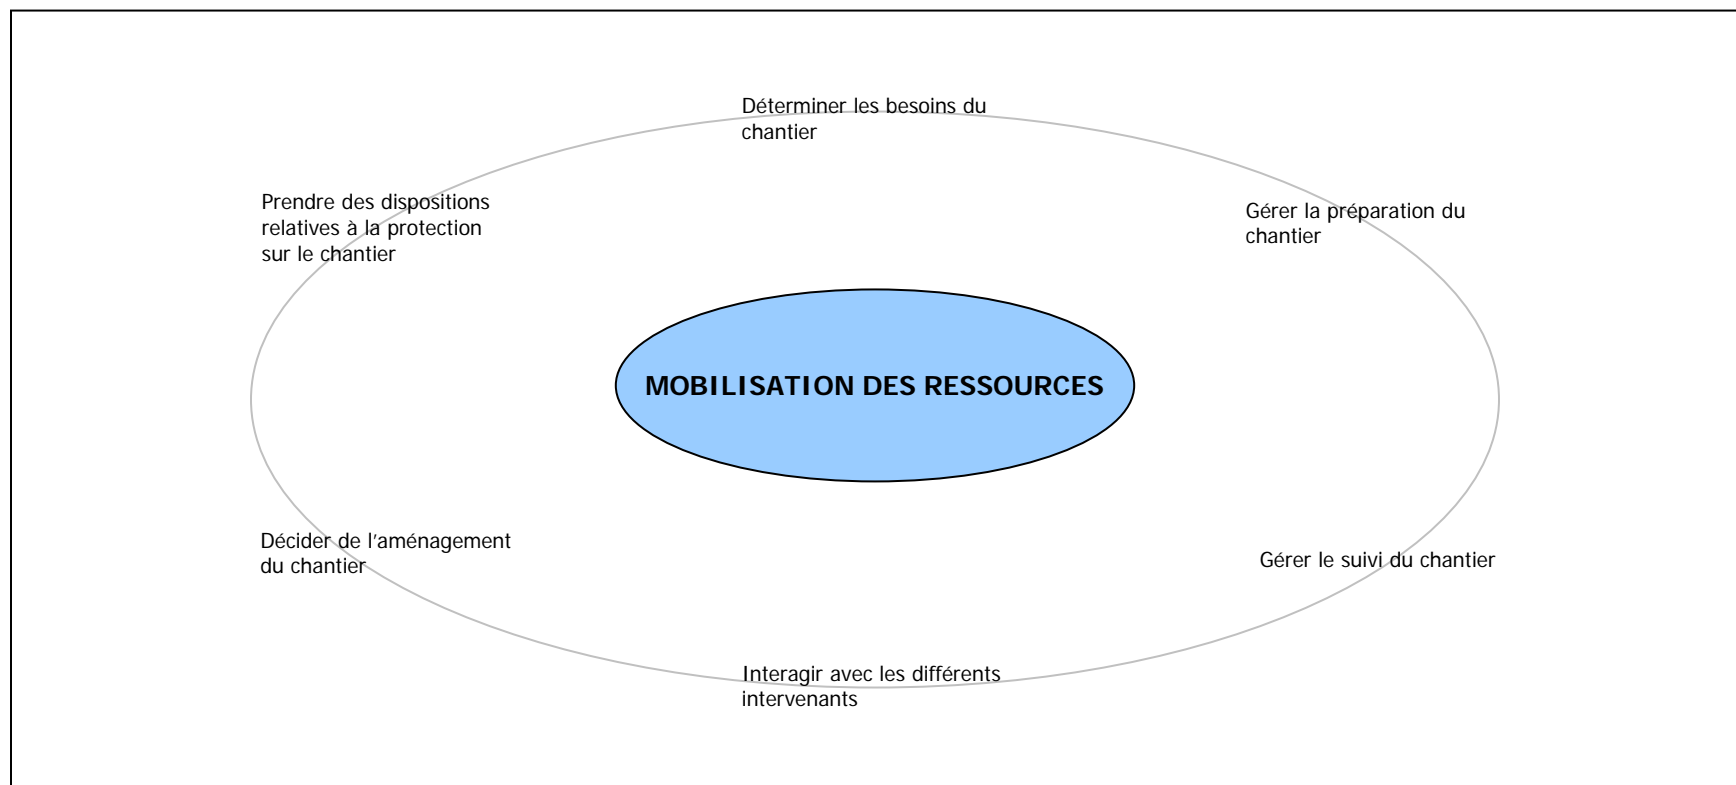 Déterminer les besoins du
chantier
Prendre des dispositions
relatives à la protection
sur le chantier
Gérer la préparation du
chantier
MOBILISATION DES RESSOURCES
Décider de l'aménagement
du chantier
Gérer le suivi du chantier
Interagir avec les différents
intervenants